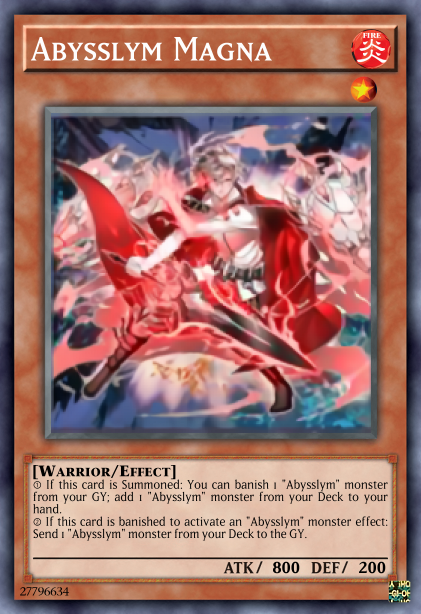 Abysslym Magna
FIRE
炎
[Warrior/Effect]
① If this card is Summoned: You can banish 1 "Abysslym" monster
from your GY; add 1 "Abysslym" monster from your Deck to your
hand.
② If this card is banished to activate an "Abysslym" monster effect:
Send 1 "Abysslym" monster from your Deck to the GY.
ATK/ 800 DEF/ 200
27796634